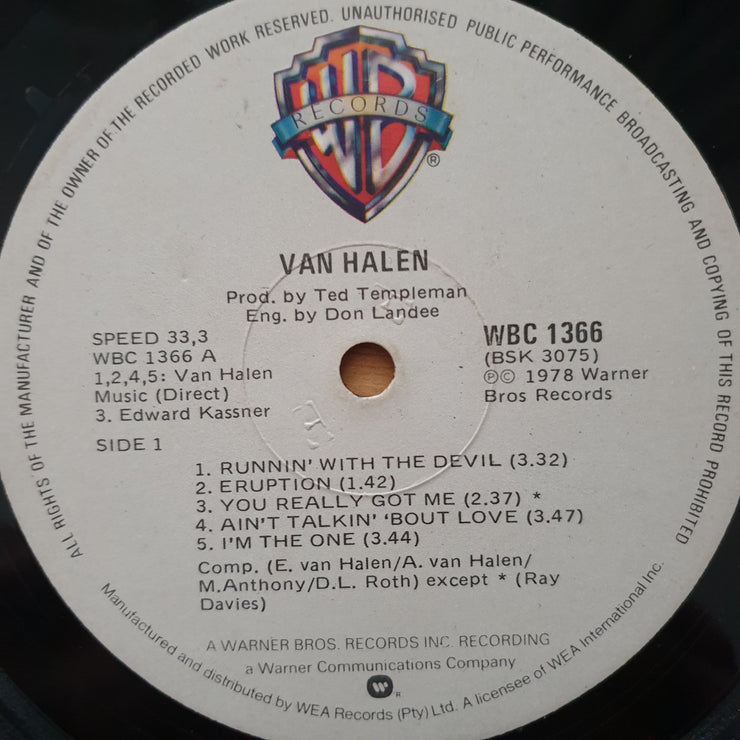 ALL RIGHTS OF THE MANUFACTURER AND OF THE OWNER OF THE RECORDED WORK RESERVED. UNAUTHORISED PUBLIC PERFORMANCE BROADCASTING AND COPYING OF THIS RECORD PROHIBITED
WB
RECORDS
®
VAN HALEN
Prod. by Ted Templeman
Eng. by Don Landee
SPEED 33,3
WBC 1366 A
1,2,4,5: Van Halen
Music (Direct)
3. Edward Kassner
SIDE 1
WBC 1366
(BSK 3075)
℗© 1978 Warner
Bros Records
1. RUNNIN' WITH THE DEVIL (3.32)
2. ERUPTION (1.42)
3. YOU REALLY GOT ME (2.37) *
4. AIN'T TALKIN' 'BOUT LOVE (3.47)
5. I'M THE ONE (3.44)
Comp. (E. van Halen/A. van Halen/
M.Anthony/D.L. Roth) except * (Ray
Davies)
A WARNER BROS. RECORDS INC. RECORDING
a Warner Communications Company
Manufactured and distributed by WEA Records (Pty) Ltd. A licensee of WEA International Inc.